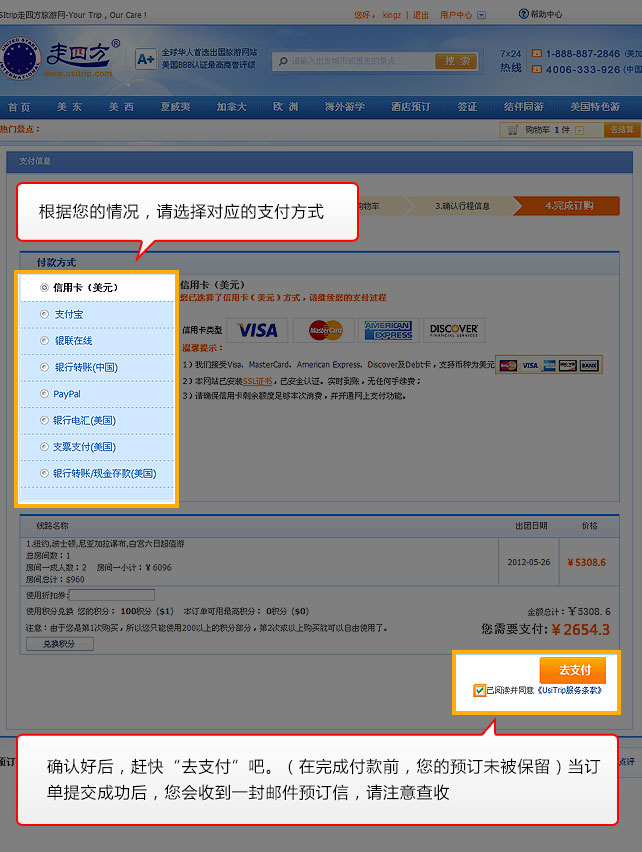 USItrip走四方旅游网-Your Trip, Our Care !
您好， kingz | 退出 用户中心
帮助中心
UNITED STARS
INTERNATIONAL
走四方®
www.usitrip.com
A+
全球华人首选出国旅游网站
美国BBB认证最高商誉评级
请输入出发城市或想去的景点
搜 索
7×24
热线
1-888-887-2846 (美加
4006-333-926 (中国
首 页 美 东 美 西 夏威夷 加拿大 欧 洲 海外游学 酒店预订 签证 结伴同游 美国特色游
热门景点：
购物车 1 件
去结算
支付信息
根据您的情况，请选择对应的支付方式
购物车
3.确认行程信息
4.完成订购
付款方式
信用卡（美元）
支付宝
银联在线
银行转账(中国)
PayPal
银行电汇(美国)
支票支付(美国)
银行转账/现金存款(美国)
信用卡（美元）
您已选择了信用卡（美元）方式，请继续您的支付过程
信用卡类型 VISA MasterCard AMERICAN EXPRESS DISCOVER
温馨提示：
1）我们接受Visa、MasterCard、American Express、Discover及Debt卡，支持币种为美元
2）本网站已安装SSL证书，已安全认证。实时到账，无任何手续费；
3）请确保信用卡剩余额度足够本次消费，并开通网上支付功能。
线路名称 出团日期 价格
1.纽约,波士顿,尼亚加拉瀑布,白宫六日超值游
总房间数：1
房间一成人数：2 房间一小计：￥6096
房间总计：$960
2012-05-26
￥5308.6
使用折扣券:
使用积分兑换 您的积分： 100积分（$1） 本订单可用最高积分： 0积分（$0）
注意：由于您是第1次购买，所以您只能使用200以上的积分部分，第2次或以上购买就可以自由使用了。
兑换积分
金额总计：￥5308. 6
您需要支付:￥2654.3
去支付
已阅读并同意《UsiTrip服务条款》
预订
点评
确认好后，赶快“去支付”吧。（在完成付款前，您的预订未被保留）当订
单提交成功后，您会收到一封邮件预订信，请注意查收